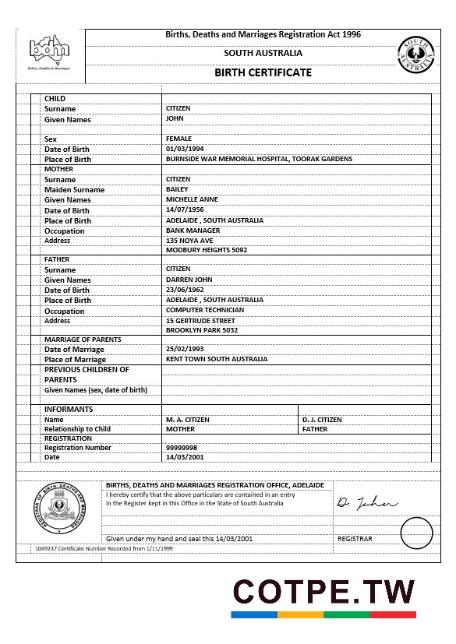 Births, Deaths and Marriages Registration Act 1996
SOUTH AUSTRALIA
BIRTH CERTIFICATE
bdm
Births, Deaths & Marriages
SOUTH AUSTRALIA
CHILD
Surname CITIZEN
Given Names JOHN
Sex FEMALE
Date of Birth 01/03/1994
Place of Birth BURNSIDE WAR MEMORIAL HOSPITAL, TOORAK GARDENS
MOTHER
Surname CITIZEN
Maiden Surname BAILEY
Given Names MICHELLE ANNE
Date of Birth 14/07/1956
Place of Birth ADELAIDE , SOUTH AUSTRALIA
Occupation BANK MANAGER
Address 135 NOYA AVE
MODBURY HEIGHTS 5092
FATHER
Surname CITIZEN
Given Names DARREN JOHN
Date of Birth 23/06/1962
Place of Birth ADELAIDE , SOUTH AUSTRALIA
Occupation COMPUTER TECHNICIAN
Address 15 GERTRUDE STREET
BROOKLYN PARK 5032
MARRIAGE OF PARENTS
Date of Marriage 25/02/1993
Place of Marriage KENT TOWN SOUTH AUSTRALIA
PREVIOUS CHILDREN OF
PARENTS
Given Names (sex, date of birth)
INFORMANTS
Name M. A. CITIZEN D. J. CITIZEN
Relationship to Child MOTHER FATHER
REGISTRATION
Registration Number 99999998
Date 14/03/2001
BIRTHS, DEATHS AND MARRIAGES REGISTRATION OFFICE, ADELAIDE
I hereby certify that the above particulars are contained in an entry
in the Register kept in this Office in the State of South Australia
Given under my hand and seal this 14/03/2001 REGISTRAR
1049237 Certificate Number Recorded from 1/11/1999
COTPE.TW